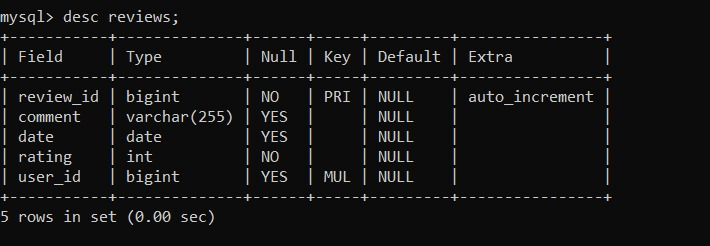 mysql> desc reviews;
+-----------+--------------+------+-----+---------+----------------+
| Field     | Type         | Null | Key | Default | Extra          |
+-----------+--------------+------+-----+---------+----------------+
| review_id | bigint       | NO   | PRI | NULL    | auto_increment |
| comment   | varchar(255) | YES  |     | NULL    |                |
| date      | date         | YES  |     | NULL    |                |
| rating    | int          | NO   |     | NULL    |                |
| user_id   | bigint       | YES  | MUL | NULL    |                |
+-----------+--------------+------+-----+---------+----------------+
5 rows in set (0.00 sec)